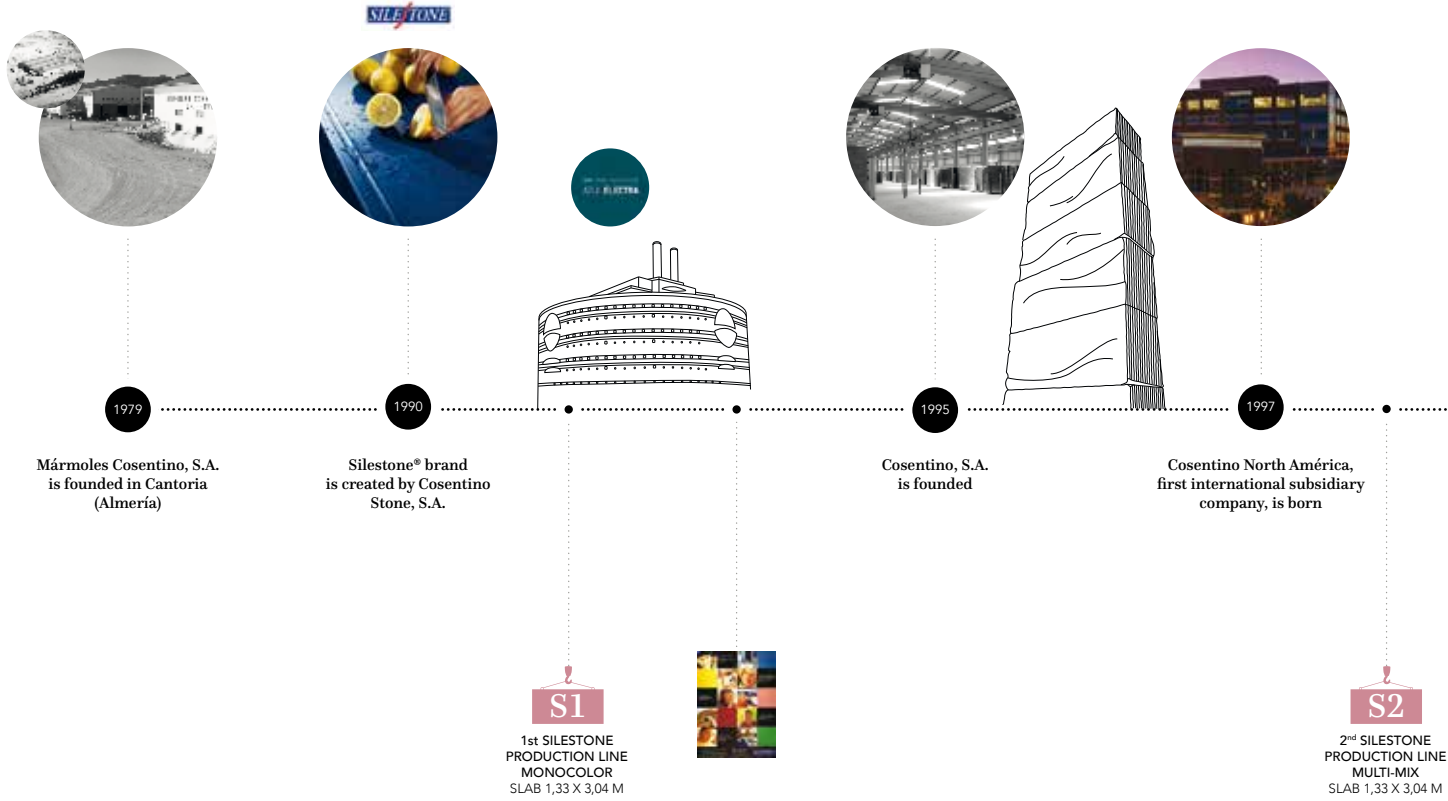 SILESTONE
1979
1990
1995
1997
Mármoles Cosentino, S.A.
is founded in Cantoria
(Almería)
Silestone® brand
is created by Cosentino
Stone, S.A.
Cosentino, S.A.
is founded
Cosentino North América,
first international subsidiary
company, is born
S1
1st SILESTONE
PRODUCTION LINE
MONOCOLOR
SLAB 1,33 X 3,04 M
S2
2nd SILESTONE
PRODUCTION LINE
MULTI-MIX
SLAB 1,33 X 3,04 M